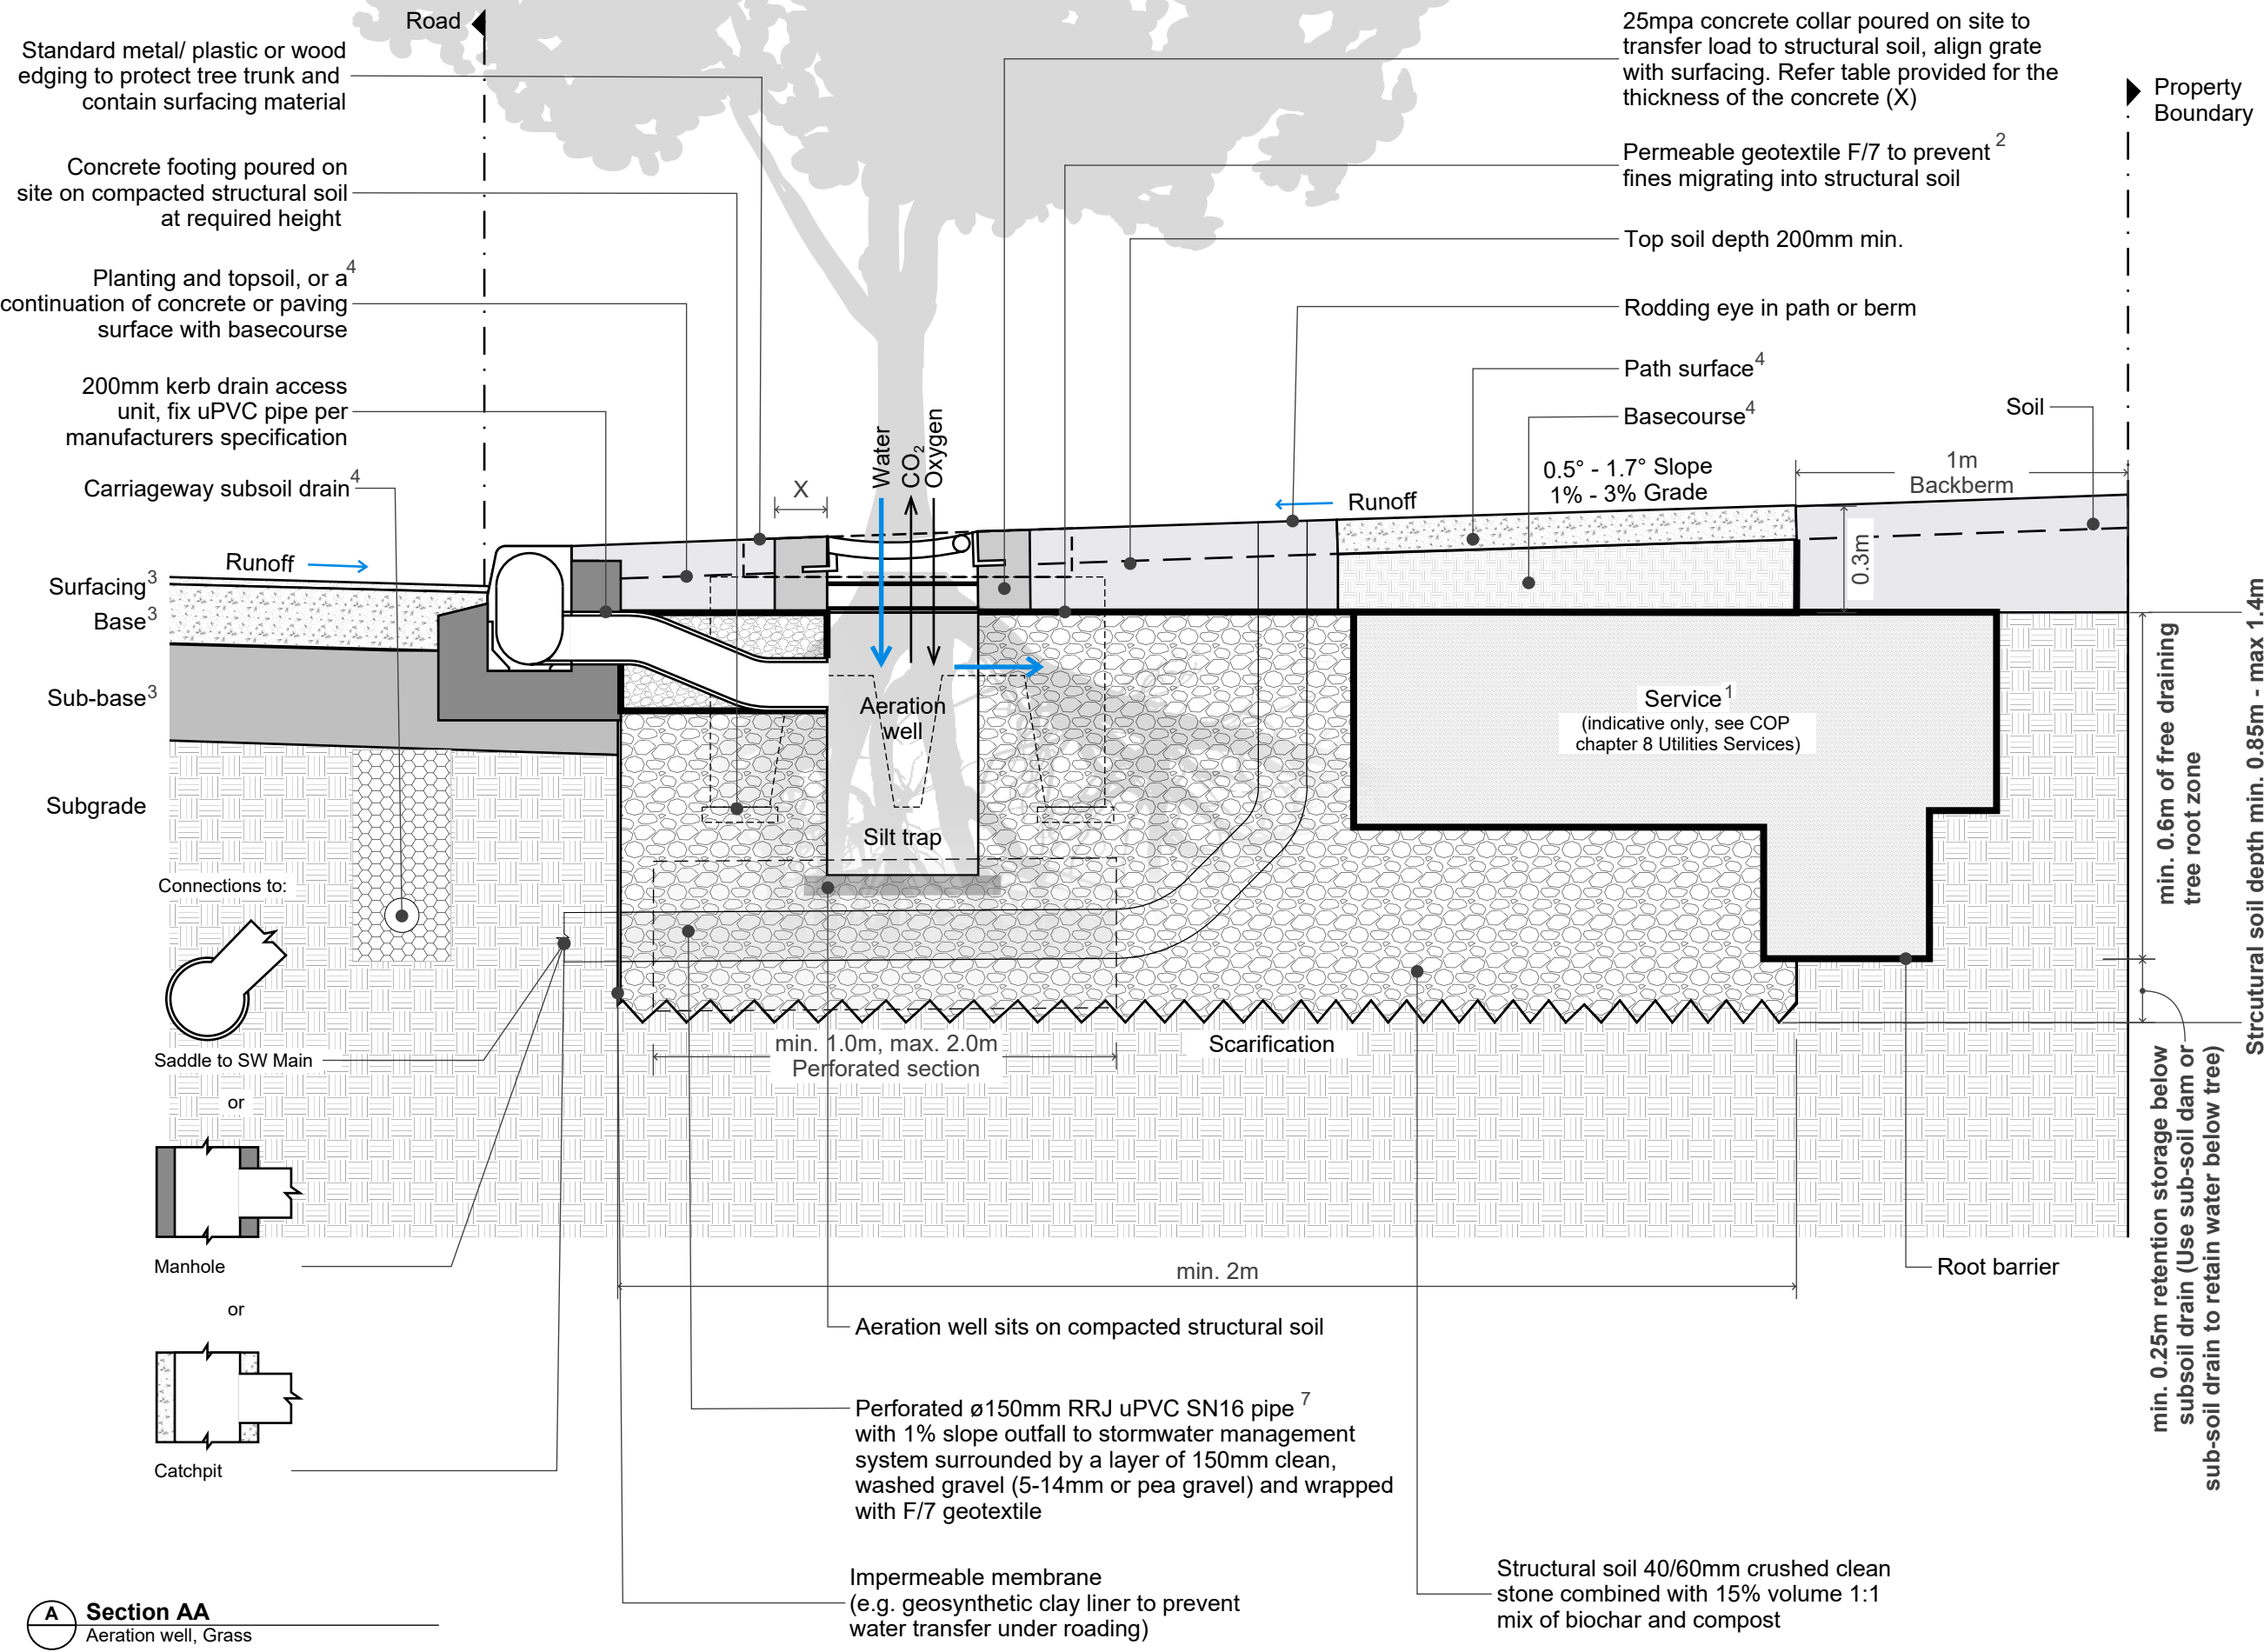 Road
Standard metal/ plastic or wood
edging to protect tree trunk and
contain surfacing material
Concrete footing poured on
site on compacted structural soil
at required height
Planting and topsoil, or a4
continuation of concrete or paving
surface with basecourse
200mm kerb drain access
unit, fix uPVC pipe per
manufacturers specification
Carriageway subsoil drain4
25mpa concrete collar poured on site to
transfer load to structural soil, align grate
with surfacing. Refer table provided for the
thickness of the concrete (X)
Property
Boundary
Permeable geotextile F/7 to prevent 2
fines migrating into structural soil
Top soil depth 200mm min.
Rodding eye in path or berm
Path surface4
Basecourse4
Soil
0.5° - 1.7° Slope
1% - 3% Grade
1m
Backberm
Water
CO2
Oxygen
X
Runoff
Runoff
0.3m
Surfacing3
Base3
Sub-base3
Subgrade
Aeration
well
Silt trap
Service1
(indicative only, see COP
chapter 8 Utilities Services)
min. 0.6m of free draining
tree root zone
Strcutural soil depth min. 0.85m - max 1.4m
min. 0.25m retention storage below
subsoil drain (Use sub-soil dam or
sub-soil drain to retain water below tree)
Connections to:
Saddle to SW Main
or
Manhole
or
Catchpit
min. 1.0m, max. 2.0m
Perforated section
Scarification
min. 2m
Root barrier
Aeration well sits on compacted structural soil
Perforated ø150mm RRJ uPVC SN16 pipe 7
with 1% slope outfall to stormwater management
system surrounded by a layer of 150mm clean,
washed gravel (5-14mm or pea gravel) and wrapped
with F/7 geotextile
Impermeable membrane
(e.g. geosynthetic clay liner to prevent
water transfer under roading)
Structural soil 40/60mm crushed clean
stone combined with 15% volume 1:1
mix of biochar and compost
A
Section AA
Aeration well, Grass